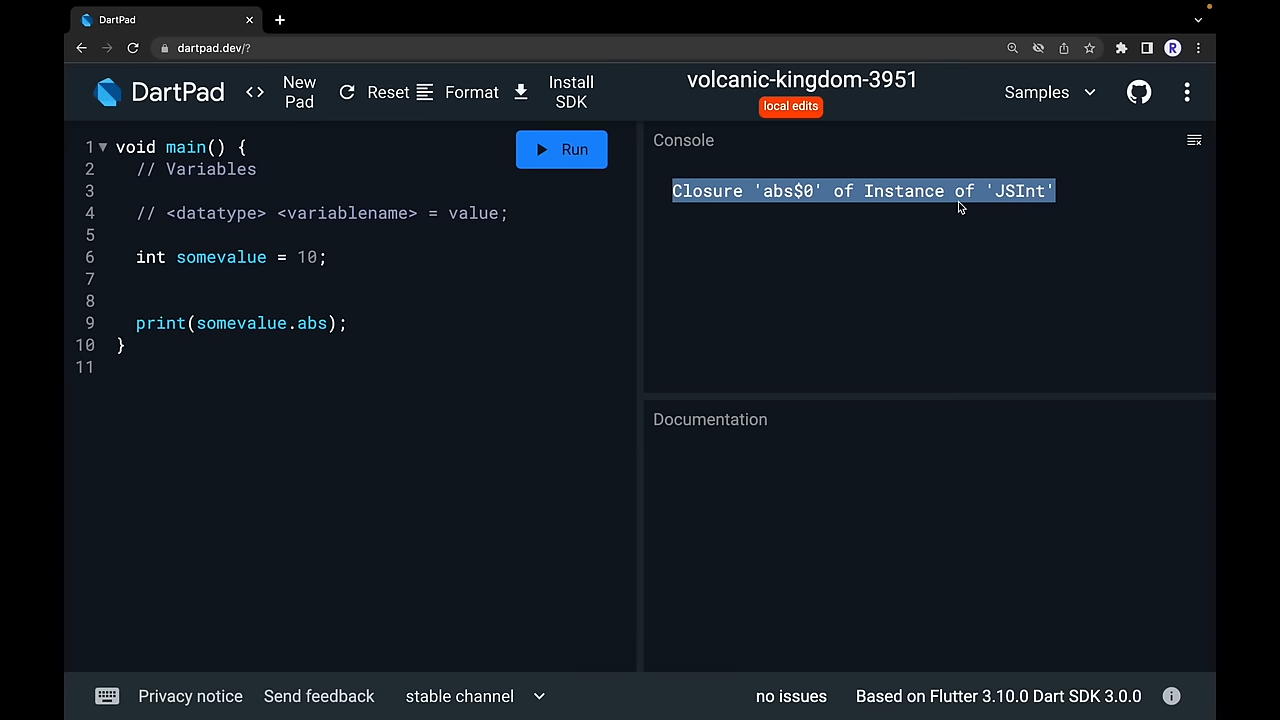 DartPad
dartpad.dev/?
R
DartPad
<> New Pad
Reset
Format
Install SDK
volcanic-kingdom-3951
local edits
Samples
1 void main() {
2 // Variables
3
4 // <datatype> <variablename> = value;
5
6 int somevalue = 10;
7
8
9 print(somevalue.abs);
10 }
11
Run
Console
Closure 'abs$0' of Instance of 'JSInt'
Documentation
Privacy notice
Send feedback
stable channel
no issues
Based on Flutter 3.10.0 Dart SDK 3.0.0